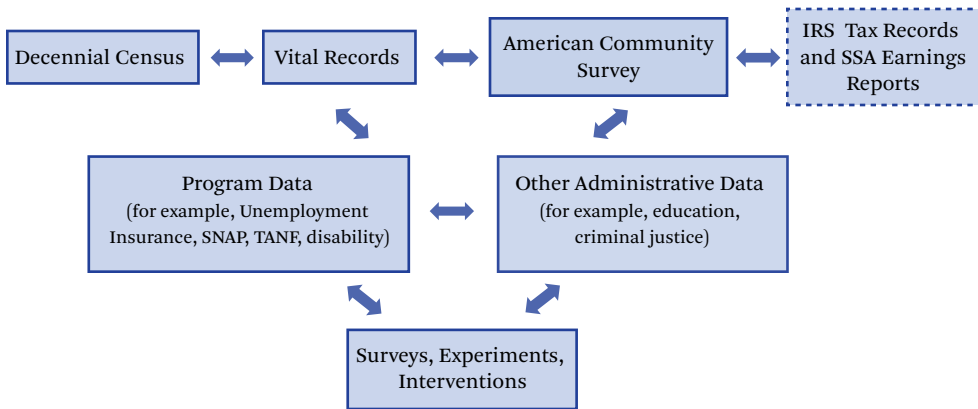 Decennial Census
Vital Records
American Community
Survey
IRS Tax Records
and SSA Earnings
Reports
Program Data
(for example, Unemployment
Insurance, SNAP, TANF, disability)
Other Administrative Data
(for example, education,
criminal justice)
Surveys, Experiments,
Interventions